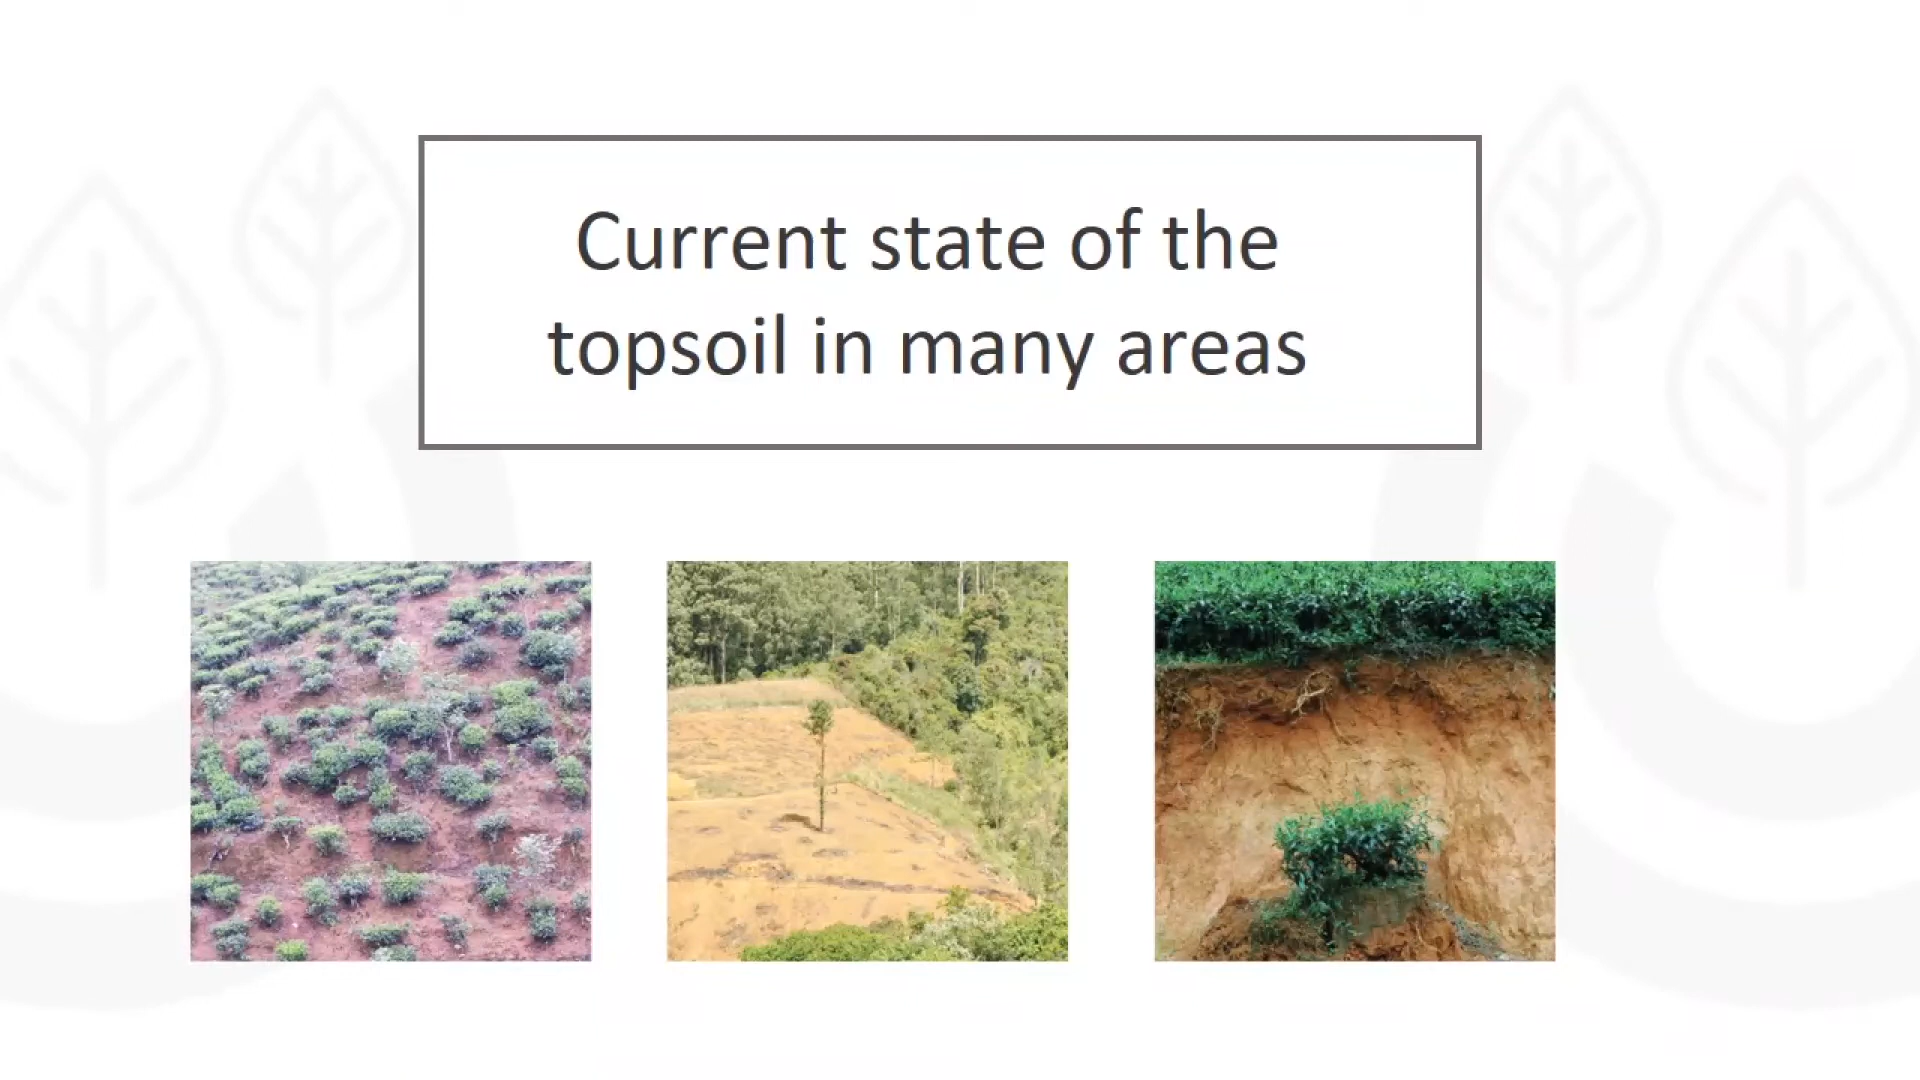 Current state of the
topsoil in many areas